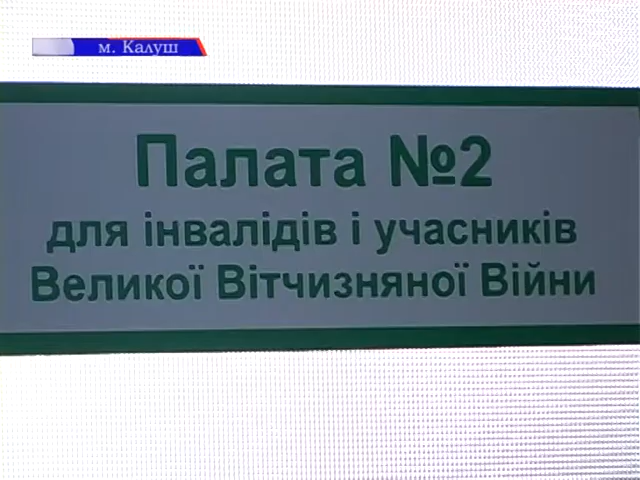 м. Калуш
Палата №2
для інвалідів і учасників
Великої Вітчизняної Війни